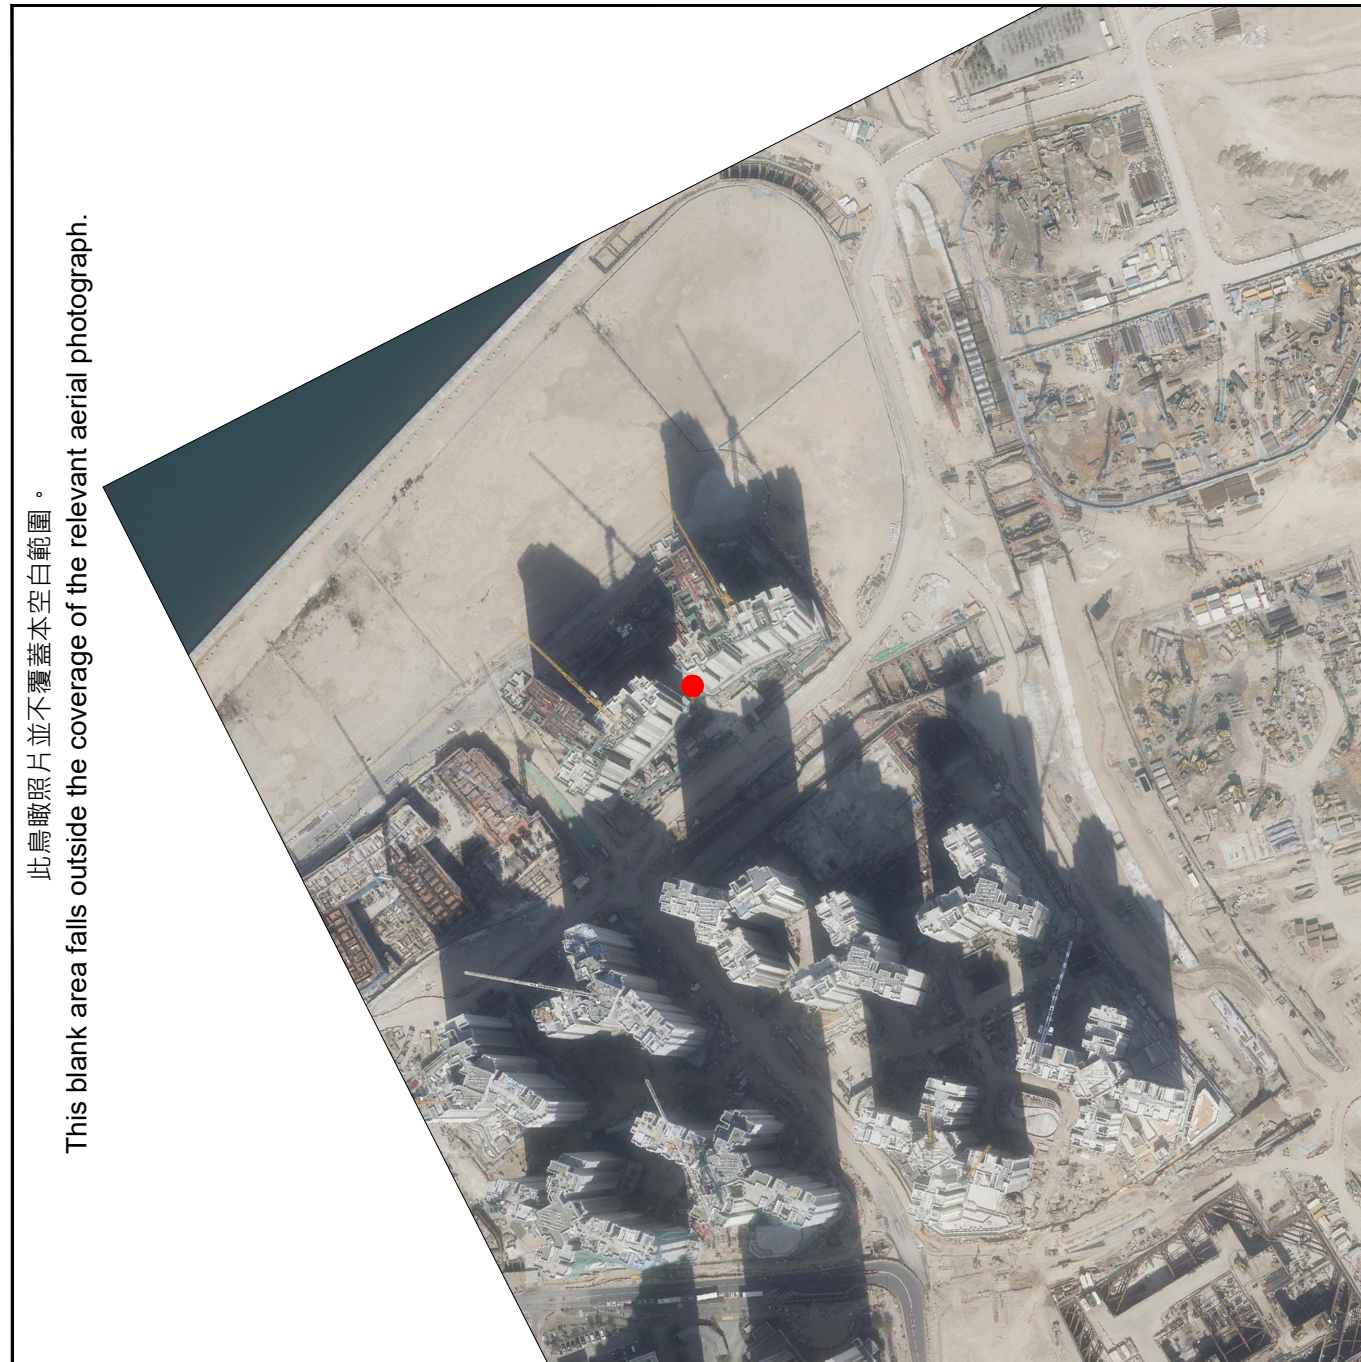 此鳥瞰照片並不覆蓋本空白範圍。
This blank area falls outside the coverage of the relevant aerial photograph.